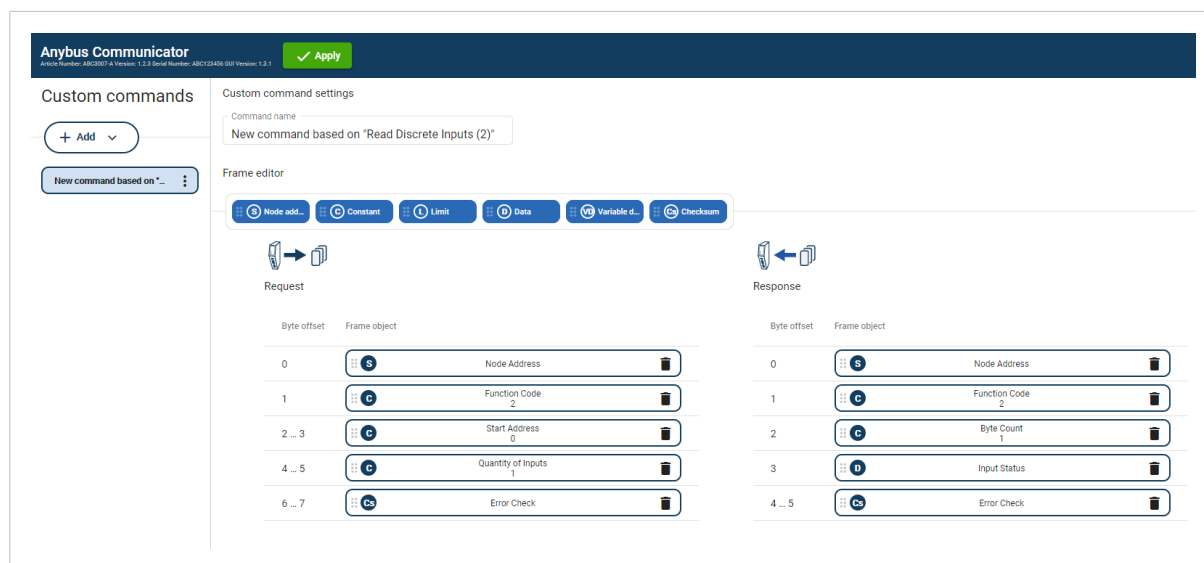 Anybus Communicator
Article Number: ABC3007-A Version: 1.2.3 Serial Number: ABC123456 GUI Version: 1.3.1
Apply
Custom commands
Add
New command based on "...
Custom command settings
Command name
New command based on "Read Discrete Inputs (2)"
Frame editor
S Node add... C Constant L Limit D Data VD Variable d... Cs Checksum
Request
Byte offset Frame object
0 S Node Address
1 C Function Code
2
2 ... 3 C Start Address
0
4 ... 5 C Quantity of Inputs
1
6 ... 7 Cs Error Check
Response
Byte offset Frame object
0 S Node Address
1 C Function Code
2
2 C Byte Count
1
3 D Input Status
4 ... 5 Cs Error Check